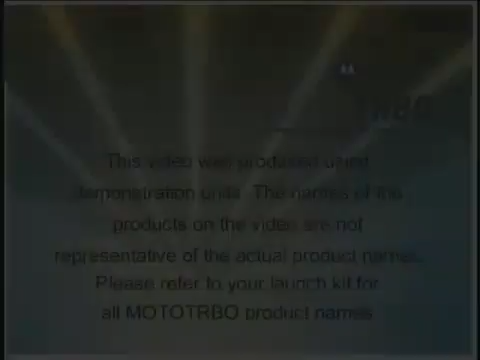 This video was produced using
demonstration units. The names of the
products on the video are not
representative of the actual product names.
Please refer to your launch kit for
all MOTOTRBO product names